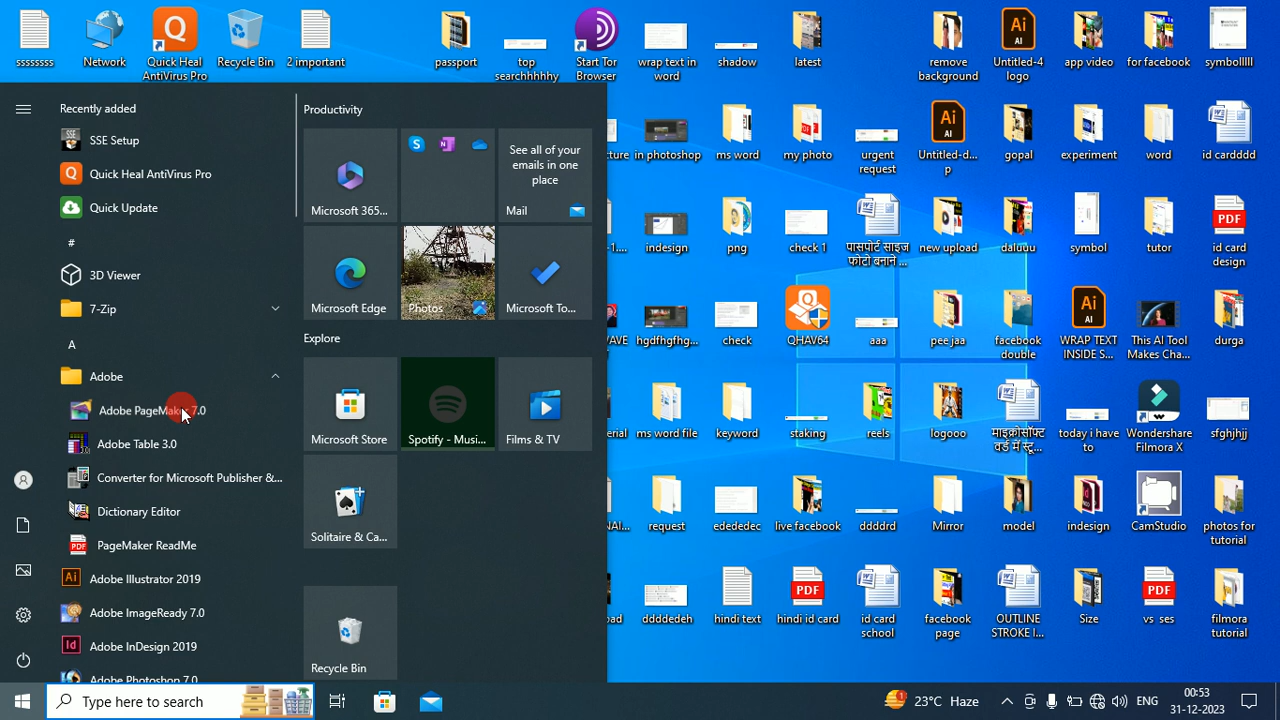 ssssssss
Network
Quick Heal
AntiVirus Pro
Recycle Bin
2 important
passport
top
searchhhhhy
Start Tor
Browser
wrap text in
word
shadow
latest
remove
background
Untitled-4
logo
app video
for facebook
symbolllll
Recently added
SSE Setup
Quick Heal AntiVirus Pro
Quick Update
#
3D Viewer
7-Zip
A
Adobe
Adobe PageMaker 7.0
Adobe Table 3.0
Converter for Microsoft Publisher &...
Dictionary Editor
PageMaker ReadMe
Adobe Illustrator 2019
Adobe ImageReady 7.0
Adobe InDesign 2019
Adobe Photoshop 7.0
Productivity
Microsoft 365...
See all of your
emails in one
place
Mail
Microsoft Edge
Photos
Microsoft To...
Explore
Microsoft Store
Spotify - Musi...
Films & TV
Solitaire & Ca...
Recycle Bin
in photoshop
ms word
my photo
urgent
request
Untitled-d...
p
gopal
experiment
word
id cardddd
indesign
png
check 1
पासपोर्ट साइज
फोटो बनाने ...
new upload
daluuu
symbol
tutor
id card
design
hgdfhgfhg...
check
QHAV64
aaa
pee jaa
facebook
double
WRAP TEXT
INSIDE S...
This AI Tool
Makes Cha...
durga
ms word file
keyword
staking
reels
logooo
माइक्रोसॉफ्ट
वर्ड में स्टू...
today i have
to
Wondershare
Filmora X
sfghjhjj
request
edededec
live facebook
ddddrd
Mirror
model
indesign
CamStudio
photos for
tutorial
ddddedeh
hindi text
hindi id card
id card
school
facebook
page
OUTLINE
STROKE I...
Size
vs ses
filmora
tutorial
Type here to search
23°C Haze
ENG
00:53
31-12-2023